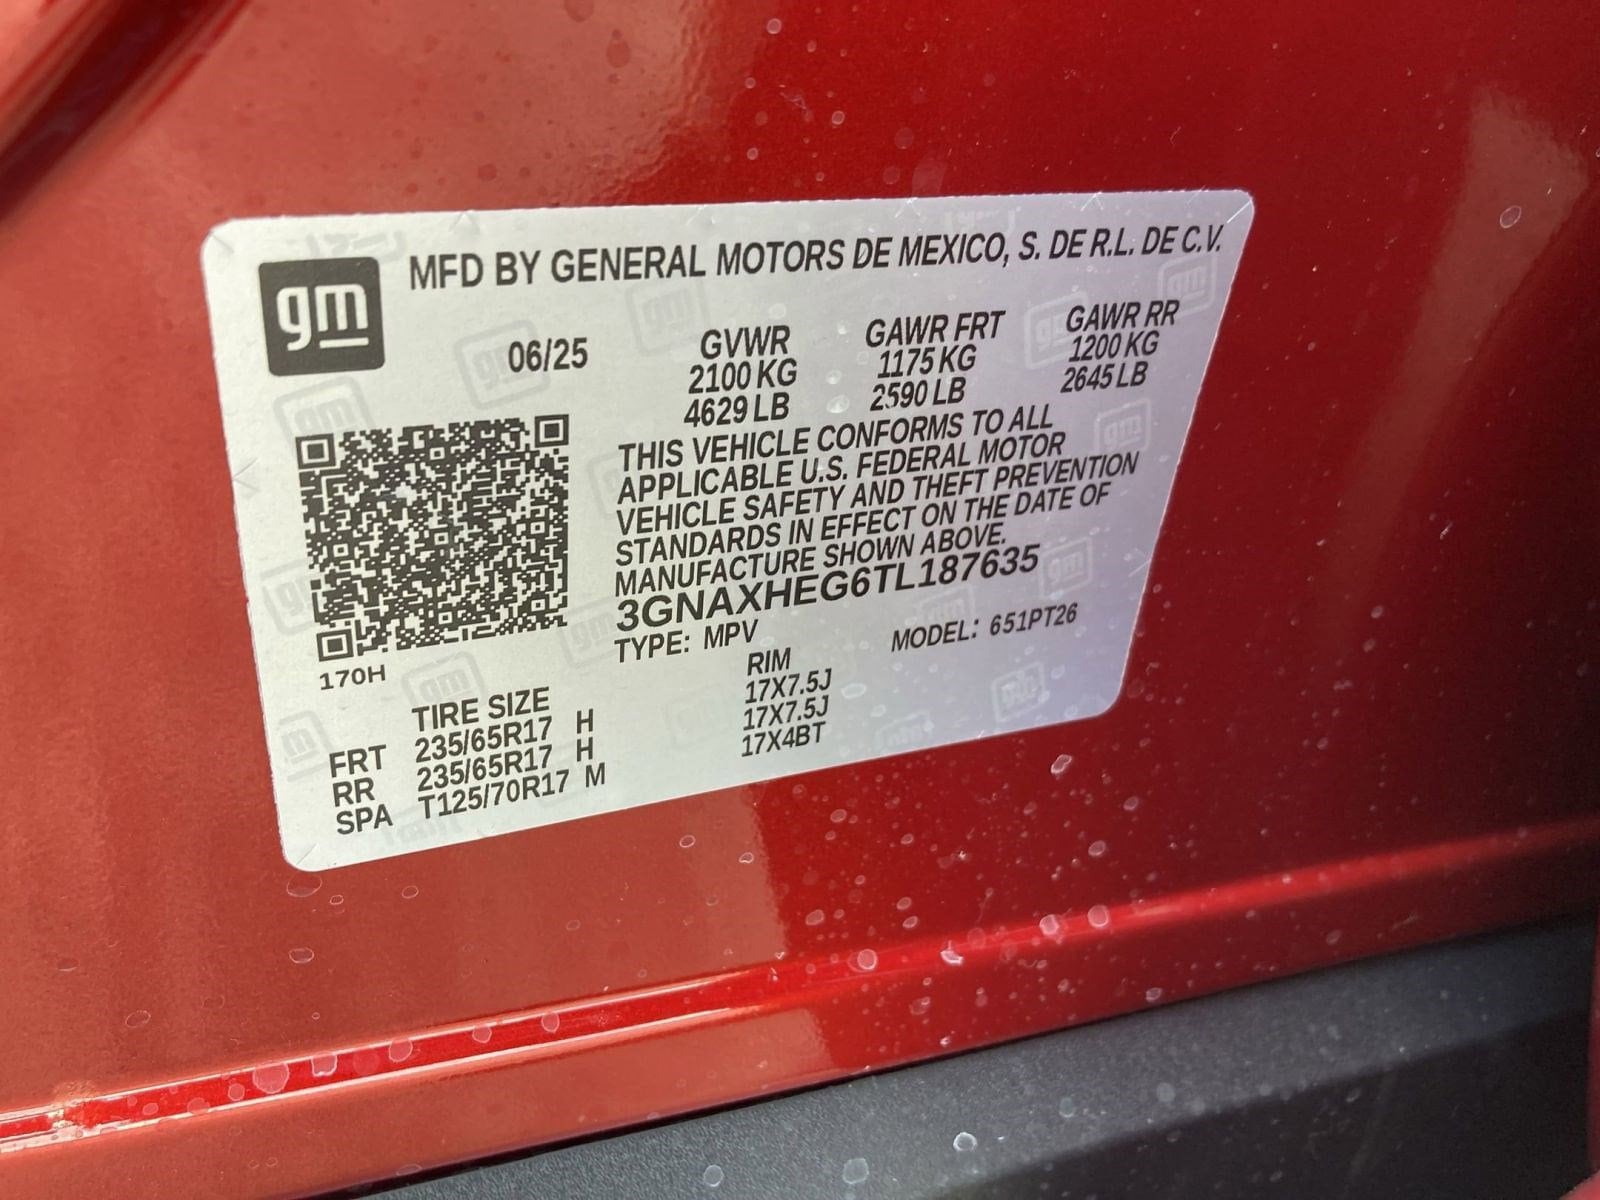 gm
MFD BY GENERAL MOTORS DE MEXICO, S. DE R.L. DE C.V.
06/25
GVWR
2100 KG
4629 LB
GAWR FRT
1175 KG
2590 LB
GAWR RR
1200 KG
2645 LB
THIS VEHICLE CONFORMS TO ALL
APPLICABLE U.S. FEDERAL MOTOR
VEHICLE SAFETY AND THEFT PREVENTION
STANDARDS IN EFFECT ON THE DATE OF
MANUFACTURE SHOWN ABOVE.
3GNAXHEG6TL187635
TYPE: MPV
MODEL: 651PT26
170H
TIRE SIZE RIM
FRT 235/65R17 H 17X7.5J
RR 235/65R17 H 17X7.5J
SPA T125/70R17 M 17X4BT